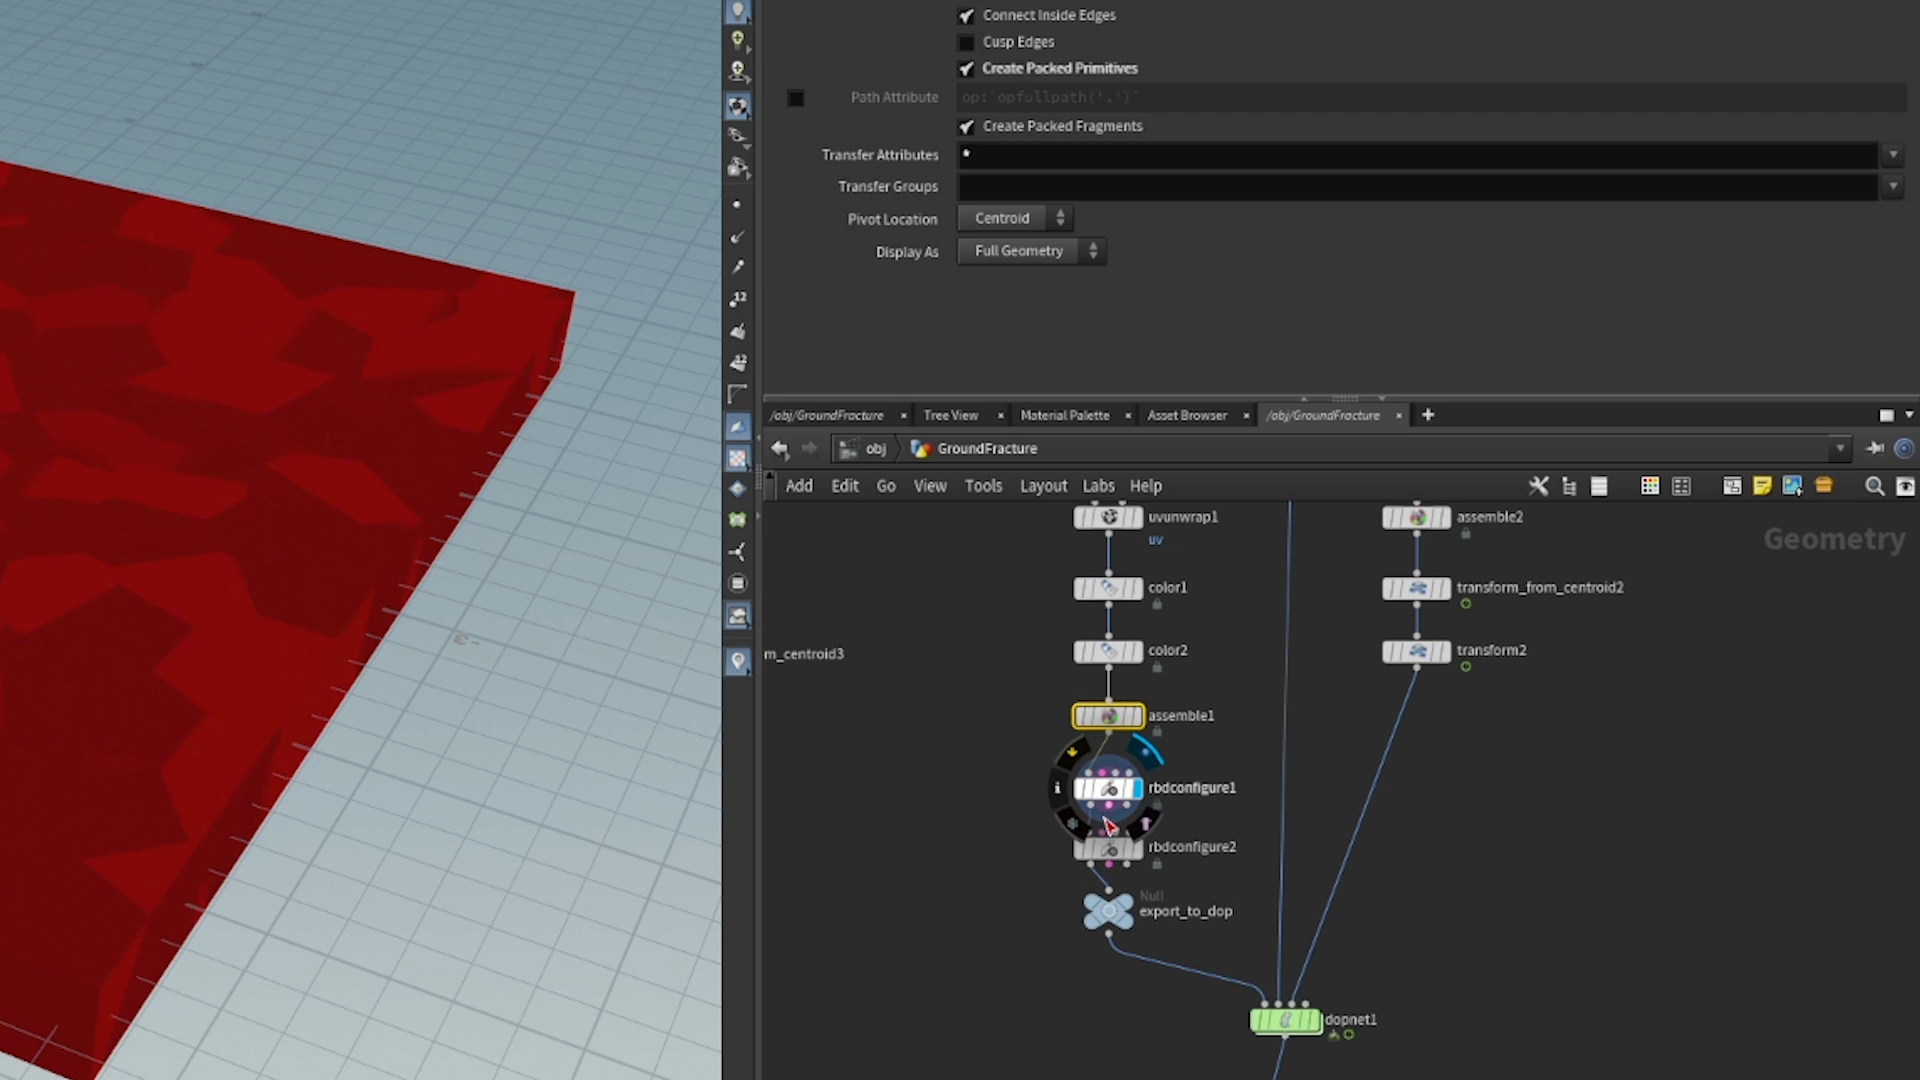 Connect Inside Edges
Cusp Edges
Create Packed Primitives
Path Attribute op:`opfullpath('.')`
Create Packed Fragments
Transfer Attributes *
Transfer Groups
Pivot Location Centroid
Display As Full Geometry
12
12
/obj/GroundFracture × Tree View × Material Palette × Asset Browser × /obj/GroundFracture × +
obj GroundFracture
Add Edit Go View Tools Layout Labs Help
Geometry
uvunwrap1
uv
assemble2
color1
transform_from_centroid2
color2
transform2
m_centroid3
assemble1
rbdconfigure1
rbdconfigure2
Null
export_to_dop
dopnet1